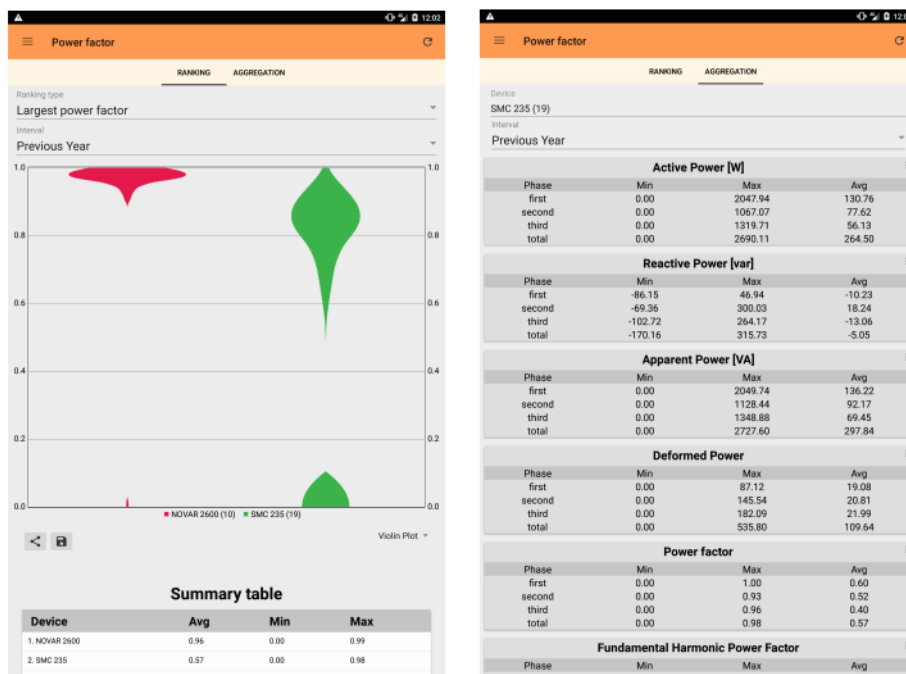 12:02
Power factor
RANKING AGGREGATION
Ranking type
Largest power factor
Interval
Previous Year
1.0 1.0
0.8 0.8
0.6 0.6
0.4 0.4
0.2 0.2
0.0 0.0
NOVAR 2600 (10) SMC 235 (19)
Violin Plot
Summary table
Device Avg Min Max
1. NOVAR 2600 0.96 0.00 0.99
2. SMC 235 0.57 0.00 0.98
12:0
Power factor
RANKING AGGREGATION
Device
SMC 235 (19)
Interval
Previous Year
Active Power [W]
Phase Min Max Avg
first 0.00 2047.94 130.76
second 0.00 1067.07 77.62
third 0.00 1319.71 56.13
total 0.00 2690.11 264.50
Reactive Power [var]
Phase Min Max Avg
first -86.15 46.94 -10.23
second -69.36 300.03 18.24
third -102.72 264.17 -13.06
total -170.16 315.73 -5.05
Apparent Power [VA]
Phase Min Max Avg
first 0.00 2049.74 136.22
second 0.00 1128.44 92.17
third 0.00 1348.88 69.45
total 0.00 2727.60 297.84
Deformed Power
Phase Min Max Avg
first 0.00 87.12 19.08
second 0.00 145.54 20.81
third 0.00 182.09 21.99
total 0.00 535.80 109.64
Power factor
Phase Min Max Avg
first 0.00 1.00 0.60
second 0.00 0.93 0.52
third 0.00 0.96 0.40
total 0.00 0.98 0.57
Fundamental Harmonic Power Factor
Phase Min Max Avg